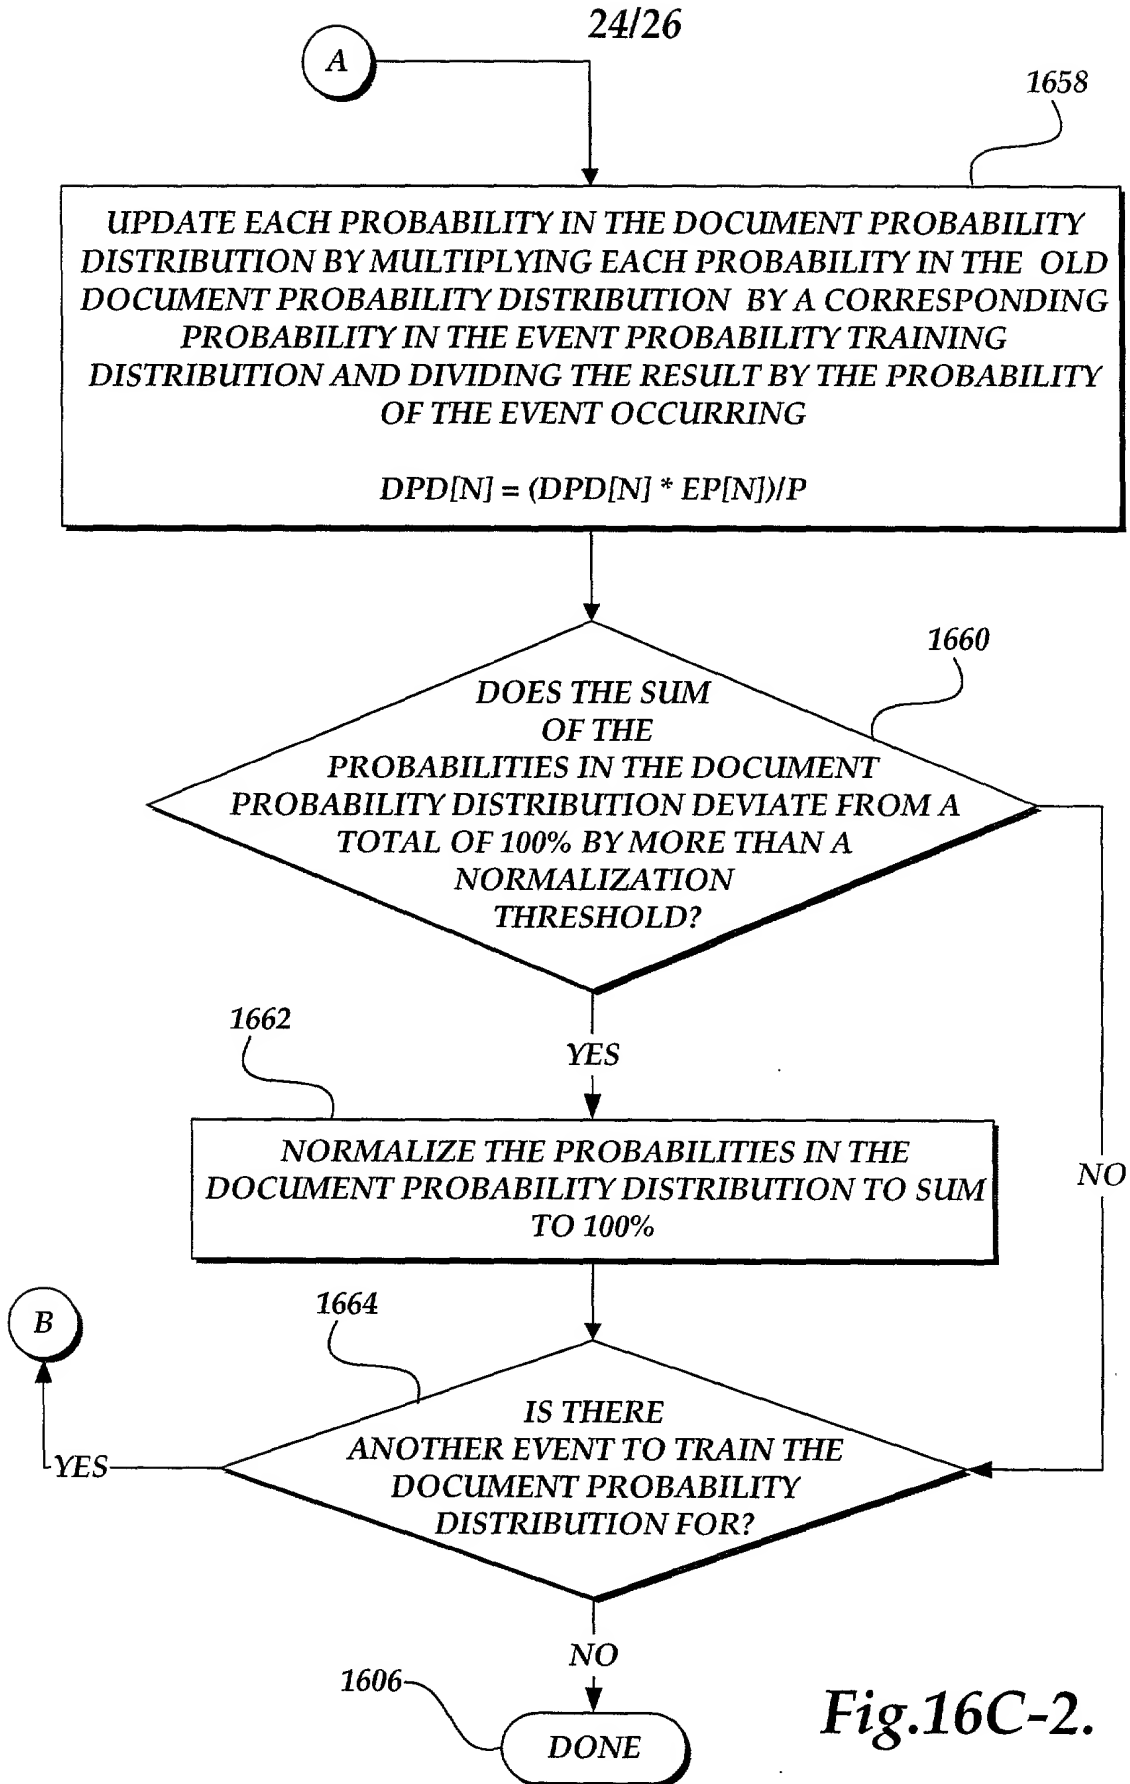 24/26
A
1658
UPDATE EACH PROBABILITY IN THE DOCUMENT PROBABILITY
DISTRIBUTION BY MULTIPLYING EACH PROBABILITY IN THE OLD
DOCUMENT PROBABILITY DISTRIBUTION BY A CORRESPONDING
PROBABILITY IN THE EVENT PROBABILITY TRAINING
DISTRIBUTION AND DIVIDING THE RESULT BY THE PROBABILITY
OF THE EVENT OCCURRING
DPD[N] = (DPD[N] * EP[N])/P
1660
DOES THE SUM
OF THE
PROBABILITIES IN THE DOCUMENT
PROBABILITY DISTRIBUTION DEVIATE FROM A
TOTAL OF 100% BY MORE THAN A
NORMALIZATION
THRESHOLD?
1662
YES
NORMALIZE THE PROBABILITIES IN THE
DOCUMENT PROBABILITY DISTRIBUTION TO SUM
TO 100%
NO
B
1664
IS THERE
ANOTHER EVENT TO TRAIN THE
DOCUMENT PROBABILITY
DISTRIBUTION FOR?
YES
NO
1606
DONE
Fig.16C-2.